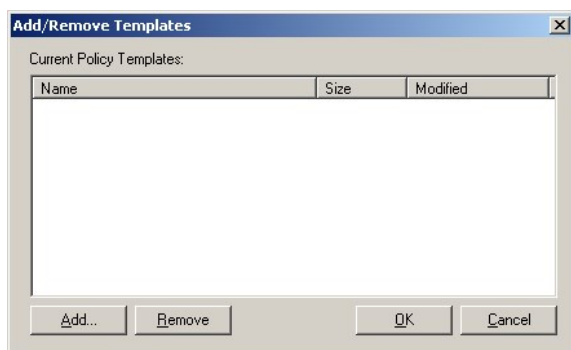 Add/Remove Templates
Current Policy Templates:
Name Size Modified
Add... Remove OK Cancel